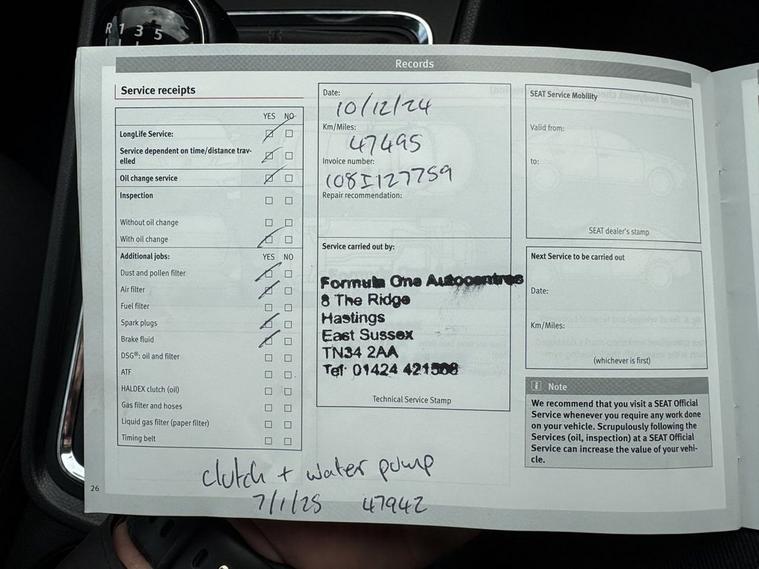 R 1 3 5
Records
Service receipts
YES NO
LongLife Service:
Service dependent on time/distance trav-
elled
Oil change service
Inspection
Without oil change
With oil change
Additional jobs: YES NO
Dust and pollen filter
Air filter
Fuel filter
Spark plugs
Brake fluid
DSG®: oil and filter
ATF
HALDEX clutch (oil)
Gas filter and hoses
Liquid gas filter (paper filter)
Timing belt
Date:
10/12/24
Km/Miles:
47495
Invoice number:
108I127759
Repair recommendation:
Service carried out by:
Formula One Autocentres
8 The Ridge
Hastings
East Sussex
TN34 2AA
Tel: 01424 421508
Technical Service Stamp
SEAT Service Mobility
Valid from:
to:
SEAT dealer's stamp
Next Service to be carried out
Date:
Km/Miles:
(whichever is first)
i Note
We recommend that you visit a SEAT Official
Service whenever you require any work done
on your vehicle. Scrupulously following the
Services (oil, inspection) at a SEAT Official
Service can increase the value of your vehi-
cle.
clutch + water pump
7/1/25 47942
26